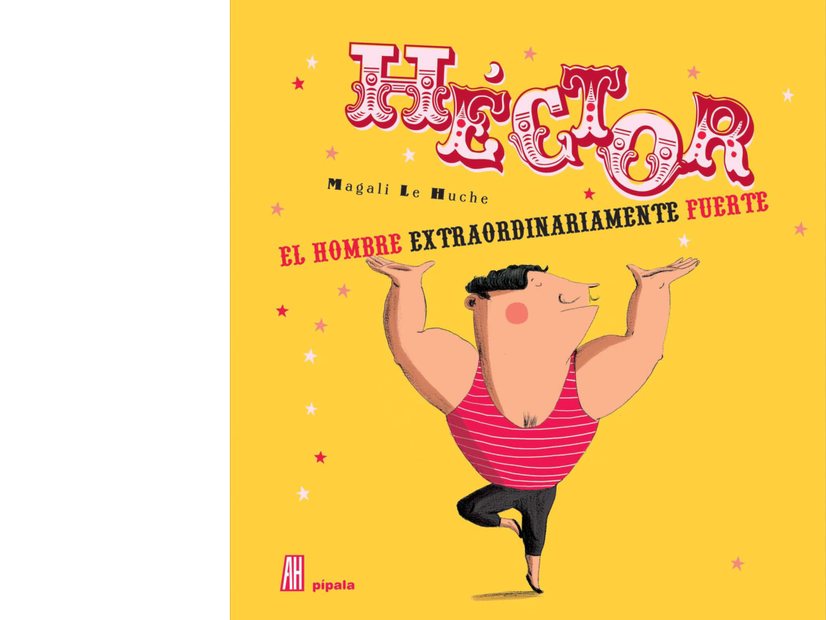 HÉCTOR
Magali Le Huche
EL HOMBRE EXTRAORDINARIAMENTE FUERTE
AH pípala